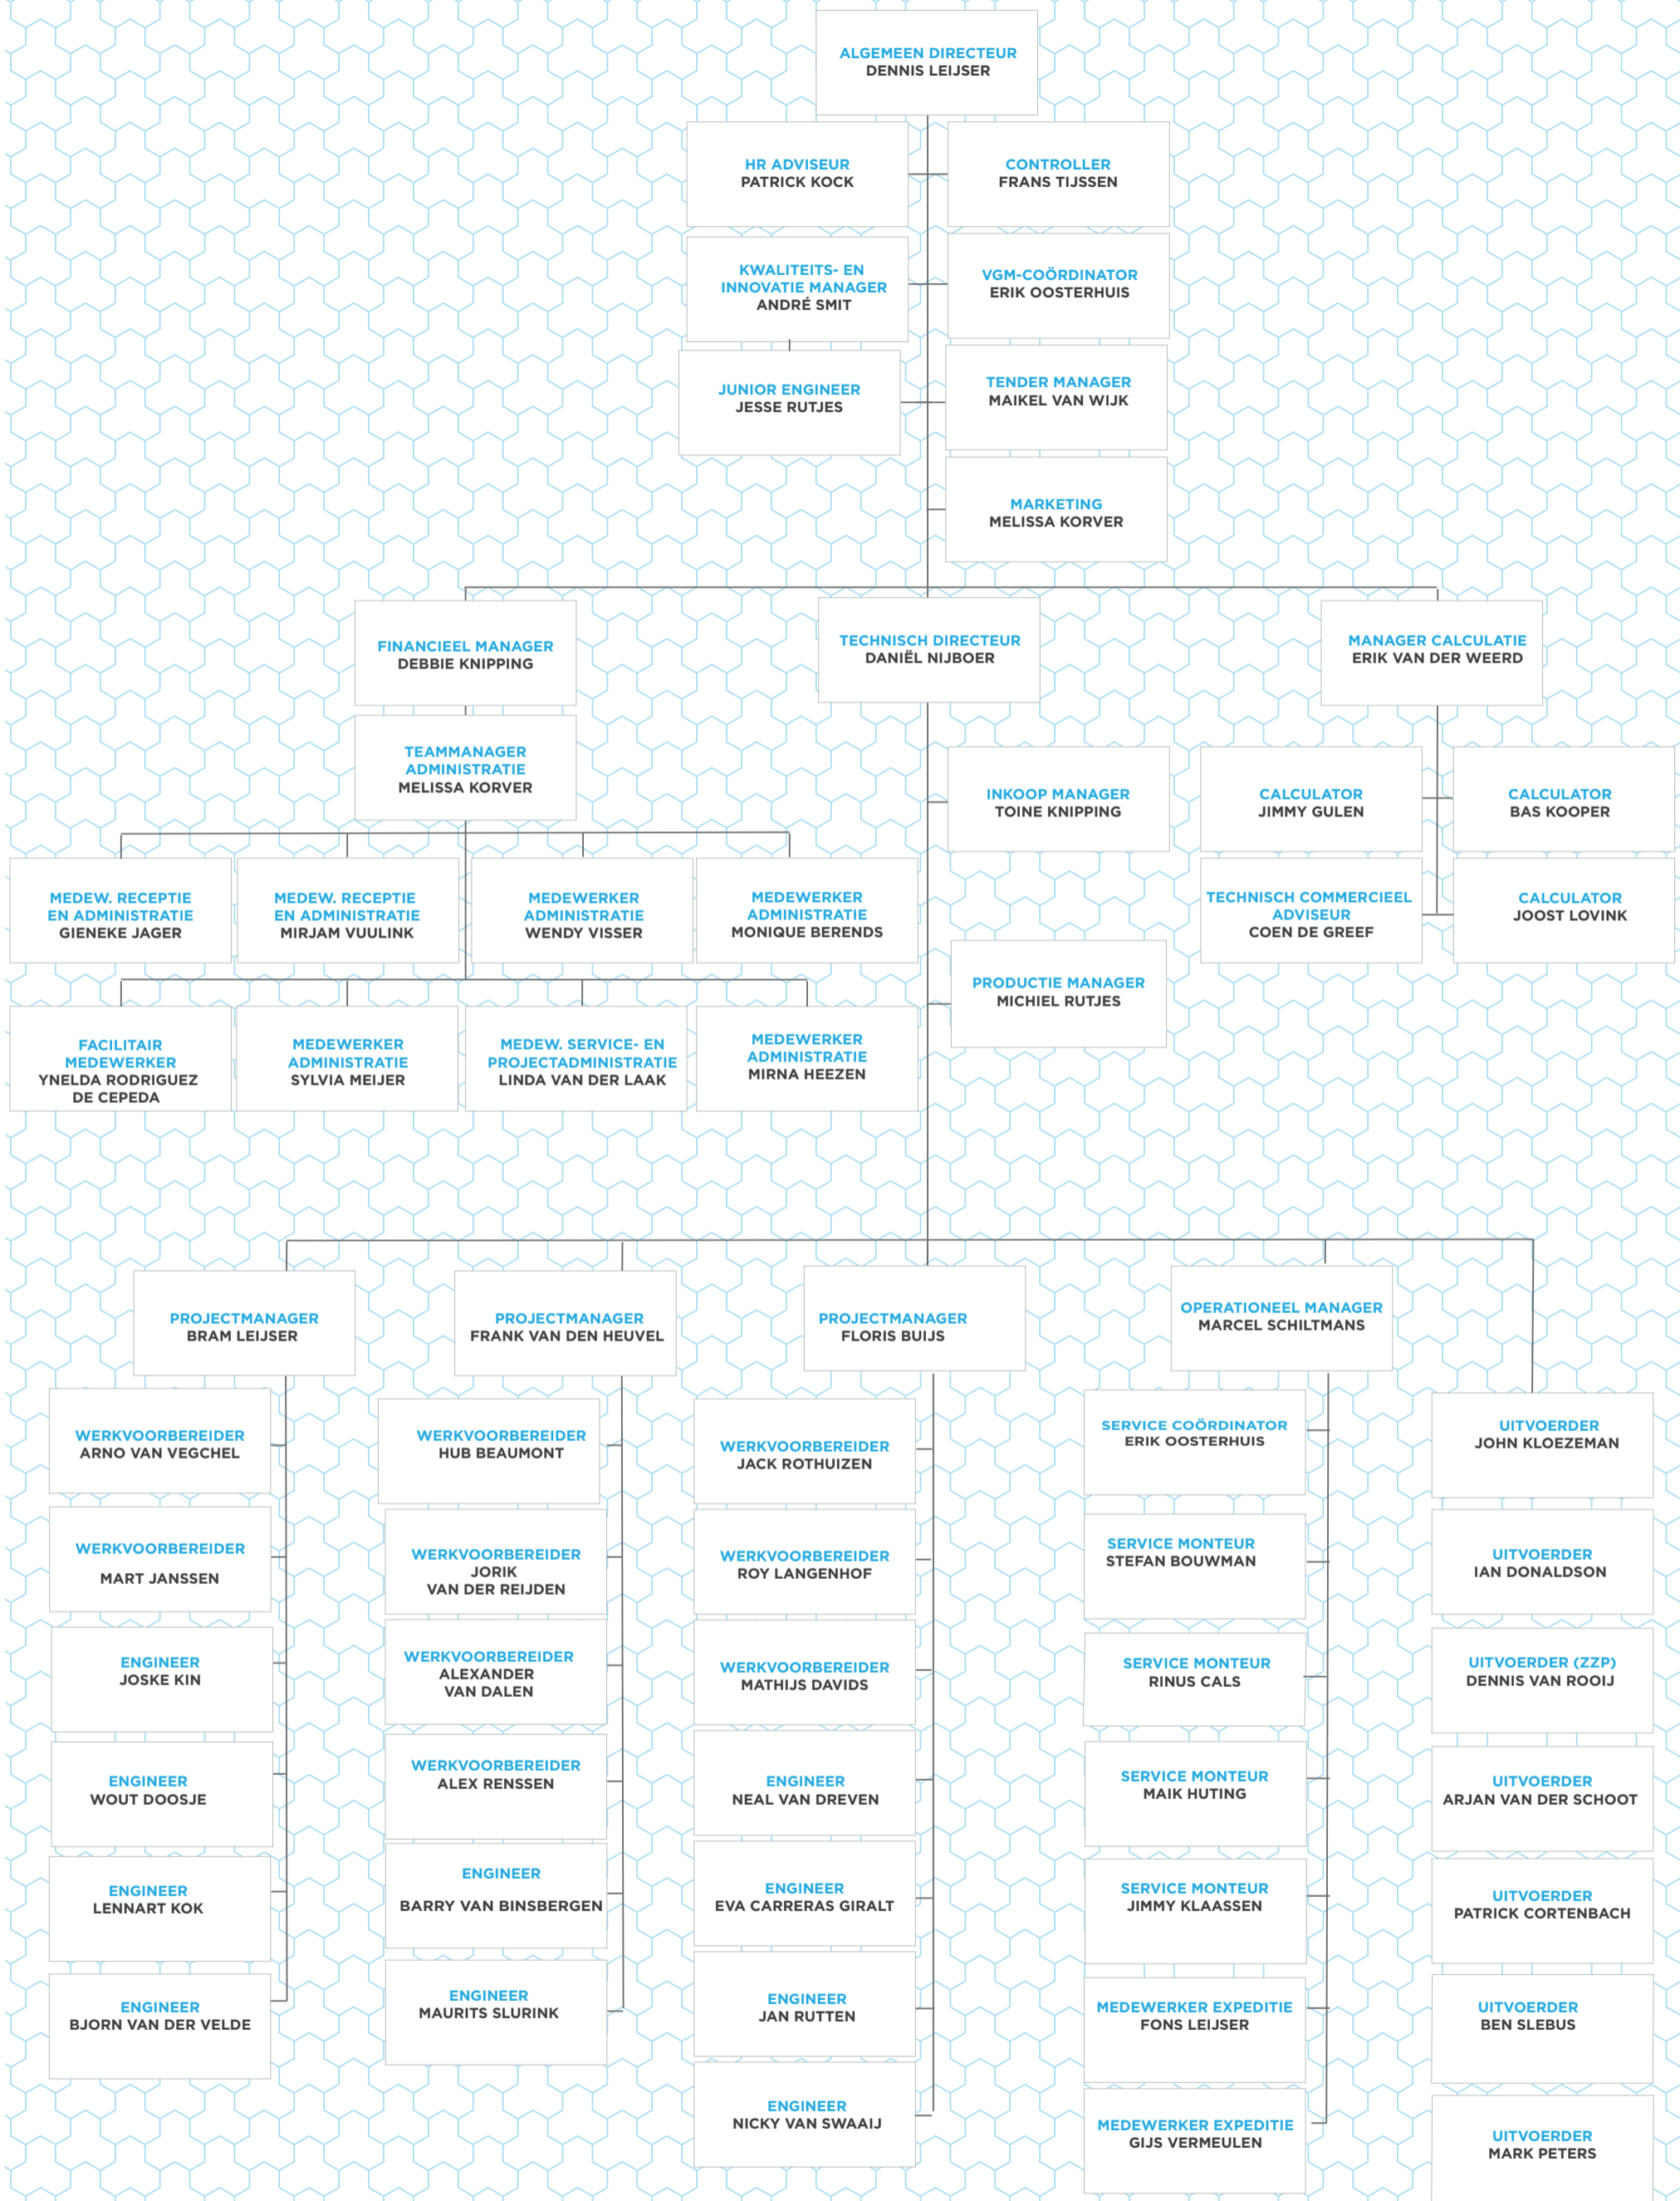 ALGEMEEN DIRECTEUR
DENNIS LEIJSER
HR ADVISEUR
PATRICK KOCK
CONTROLLER
FRANS TIJSSEN
KWALITEITS- EN
INNOVATIE MANAGER
ANDRÉ SMIT
VGM-COÖRDINATOR
ERIK OOSTERHUIS
JUNIOR ENGINEER
JESSE RUTJES
TENDER MANAGER
MAIKEL VAN WIJK
MARKETING
MELISSA KORVER
FINANCIEEL MANAGER
DEBBIE KNIPPING
TECHNISCH DIRECTEUR
DANIËL NIJBOER
MANAGER CALCULATIE
ERIK VAN DER WEERD
TEAMMANAGER
ADMINISTRATIE
MELISSA KORVER
INKOOP MANAGER
TOINE KNIPPING
CALCULATOR
JIMMY GULEN
CALCULATOR
BAS KOOPER
MEDEW. RECEPTIE
EN ADMINISTRATIE
GIENEKE JAGER
MEDEW. RECEPTIE
EN ADMINISTRATIE
MIRJAM VUULINK
MEDEWERKER
ADMINISTRATIE
WENDY VISSER
MEDEWERKER
ADMINISTRATIE
MONIQUE BERENDS
TECHNISCH COMMERCIEEL
ADVISEUR
COEN DE GREEF
CALCULATOR
JOOST LOVINK
PRODUCTIE MANAGER
MICHIEL RUTJES
FACILITAIR
MEDEWERKER
YNELDA RODRIGUEZ
DE CEPEDA
MEDEWERKER
ADMINISTRATIE
SYLVIA MEIJER
MEDEW. SERVICE- EN
PROJECTADMINISTRATIE
LINDA VAN DER LAAK
MEDEWERKER
ADMINISTRATIE
MIRNA HEEZEN
PROJECTMANAGER
BRAM LEIJSER
PROJECTMANAGER
FRANK VAN DEN HEUVEL
PROJECTMANAGER
FLORIS BUIJS
OPERATIONEEL MANAGER
MARCEL SCHILTMANS
WERKVOORBEREIDER
ARNO VAN VEGCHEL
WERKVOORBEREIDER
HUB BEAUMONT
WERKVOORBEREIDER
JACK ROTHUIZEN
SERVICE COÖRDINATOR
ERIK OOSTERHUIS
UITVOERDER
JOHN KLOEZEMAN
WERKVOORBEREIDER
MART JANSSEN
WERKVOORBEREIDER
JORIK
VAN DER REIJDEN
WERKVOORBEREIDER
ROY LANGENHOF
SERVICE MONTEUR
STEFAN BOUWMAN
UITVOERDER
IAN DONALDSON
ENGINEER
JOSKE KIN
WERKVOORBEREIDER
ALEXANDER
VAN DALEN
WERKVOORBEREIDER
MATHIJS DAVIDS
SERVICE MONTEUR
RINUS CALS
UITVOERDER (ZZP)
DENNIS VAN ROOIJ
ENGINEER
WOUT DOOSJE
WERKVOORBEREIDER
ALEX RENSSEN
ENGINEER
NEAL VAN DREVEN
SERVICE MONTEUR
MAIK HUTING
UITVOERDER
ARJAN VAN DER SCHOOT
ENGINEER
LENNART KOK
ENGINEER
BARRY VAN BINSBERGEN
ENGINEER
EVA CARRERAS GIRALT
SERVICE MONTEUR
JIMMY KLAASSEN
UITVOERDER
PATRICK CORTENBACH
ENGINEER
BJORN VAN DER VELDE
ENGINEER
MAURITS SLURINK
ENGINEER
JAN RUTTEN
MEDEWERKER EXPEDITIE
FONS LEIJSER
UITVOERDER
BEN SLEBUS
ENGINEER
NICKY VAN SWAAIJ
MEDEWERKER EXPEDITIE
GIJS VERMEULEN
UITVOERDER
MARK PETERS